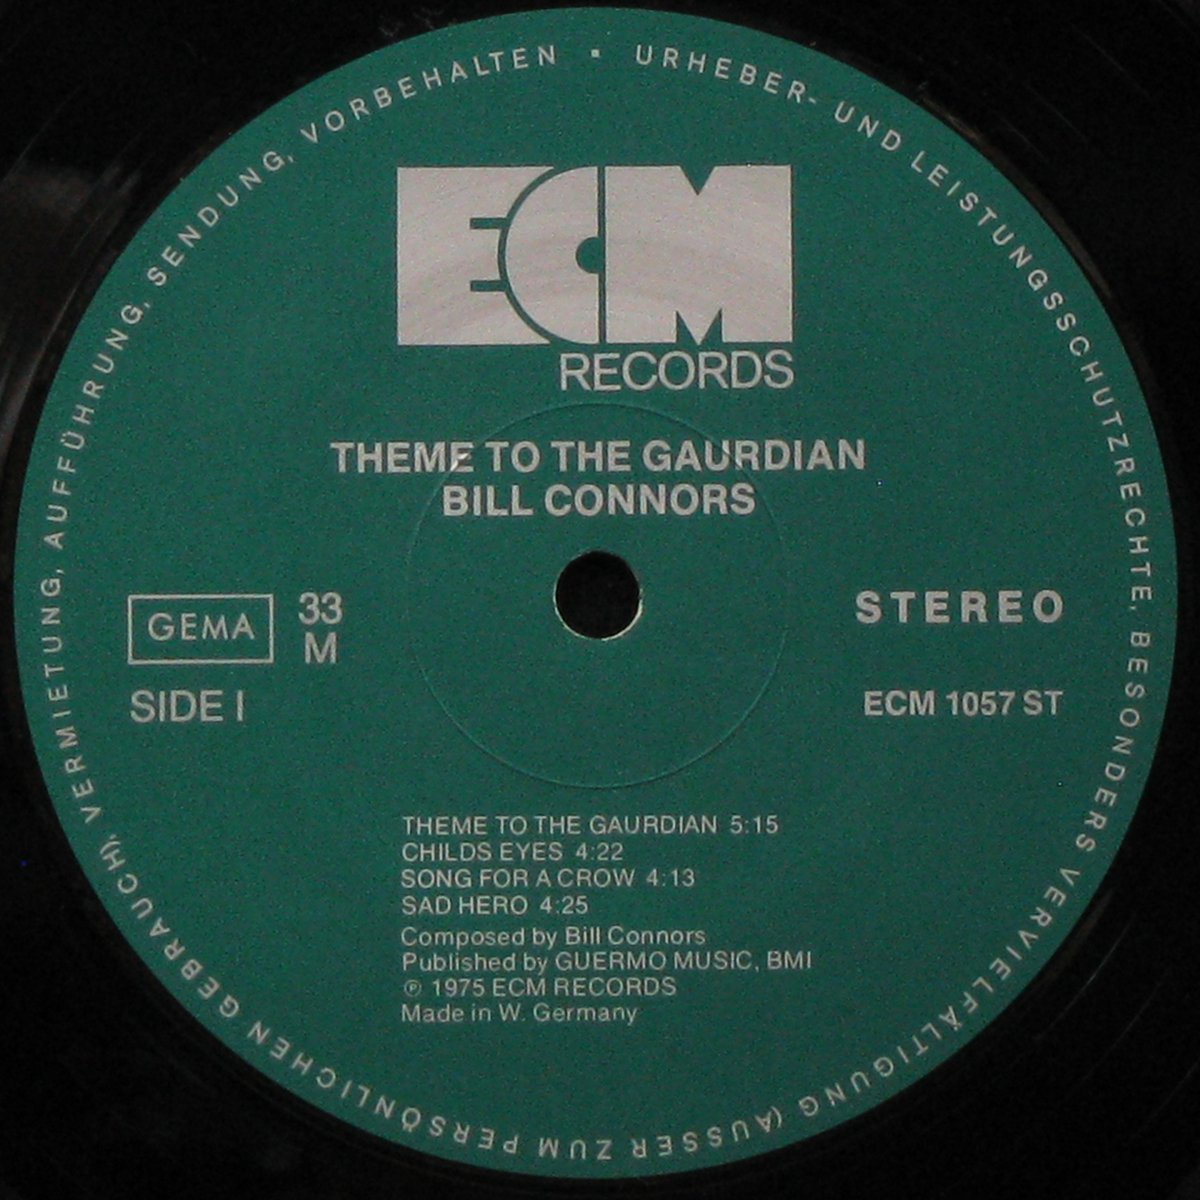 URHEBER- UND LEISTUNGSSCHUTZRECHTE, BESONDERS VERVIELFÄLTIGUNG (AUSSER ZUM PERSÖNLICHEN GEBRAUCH), VERMIETUNG, AUFFÜHRUNG, SENDUNG, VORBEHALTEN ▪
ECM
RECORDS
THEME TO THE GAURDIAN
BILL CONNORS
GEMA
33
M
SIDE I
STEREO
ECM 1057 ST
THEME TO THE GAURDIAN 5:15
CHILDS EYES 4:22
SONG FOR A CROW 4:13
SAD HERO 4:25
Composed by Bill Connors
Published by GUERMO MUSIC, BMI
℗ 1975 ECM RECORDS
Made in W. Germany